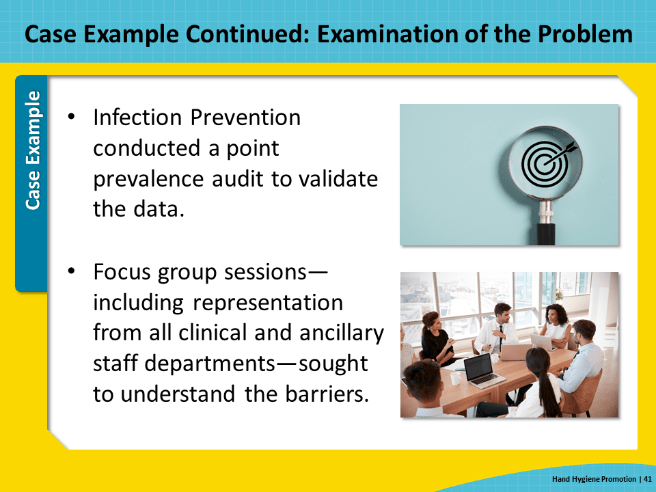 Case Example Continued: Examination of the Problem
Case Example
• Infection Prevention
conducted a point
prevalence audit to validate
the data.
• Focus group sessions—
including representation
from all clinical and ancillary
staff departments—sought
to understand the barriers.
Hand Hygiene Promotion | 41